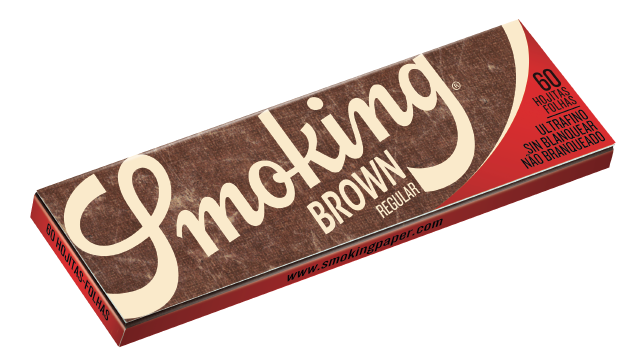 Smoking®
BROWN
REGULAR
60
HOJITAS
FOLHAS
ULTRAFINO
SIN BLANQUEAR
NÃO BRANQUEADO
www.smokingpaper.com
60 HOJITAS-FOLHAS